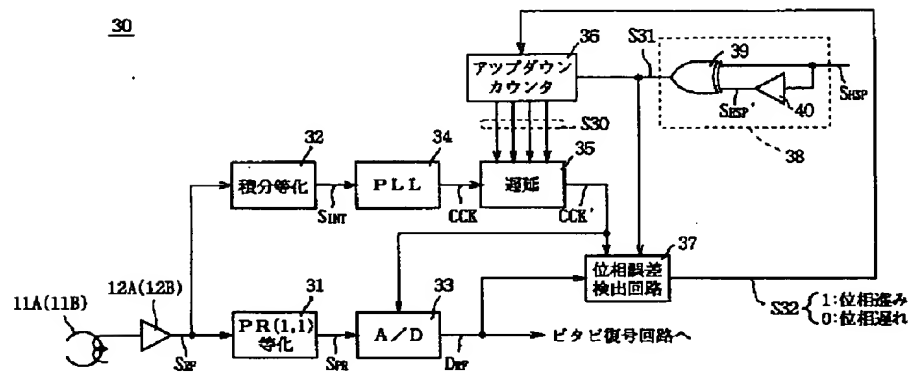 30
36
アップダウン
カウンタ
S31
39
SHSP
SHSP'
40
38
S30
32
積分等化
SINT
34
PLL
CCK
35
遅延
CCK'
37
位相誤差
検出回路
S32
1:位相進み
0:位相遅れ
11A(11B)
12A(12B)
SRF
31
PR(1,1)
等化
SPR
33
A/D
DRF
ビタビ復号回路へ